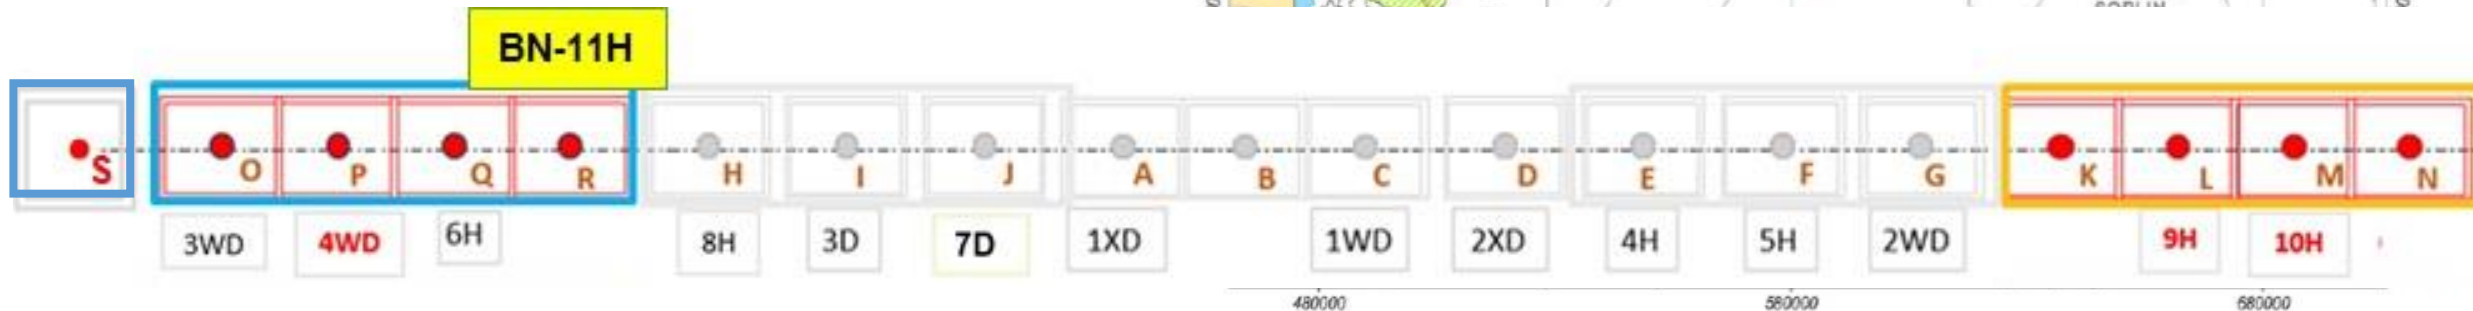 BN-11H
S O P Q R H I J A B C D E F G K L M N
3WD 4WD 6H 8H 3D 7D 1XD 1WD 2XD 4H 5H 2WD 9H 10H
480000 580000 680000